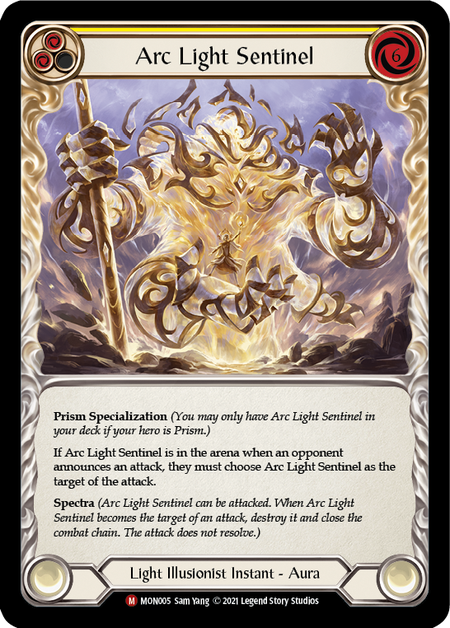 Arc Light Sentinel
6
Prism Specialization (You may only have Arc Light Sentinel in
your deck if your hero is Prism.)
If Arc Light Sentinel is in the arena when an opponent
announces an attack, they must choose Arc Light Sentinel as the
target of the attack.
Spectra (Arc Light Sentinel can be attacked. When Arc Light
Sentinel becomes the target of an attack, destroy it and close the
combat chain. The attack does not resolve.)
Light Illusionist Instant - Aura
M MON005 Sam Yang © 2021 Legend Story Studios